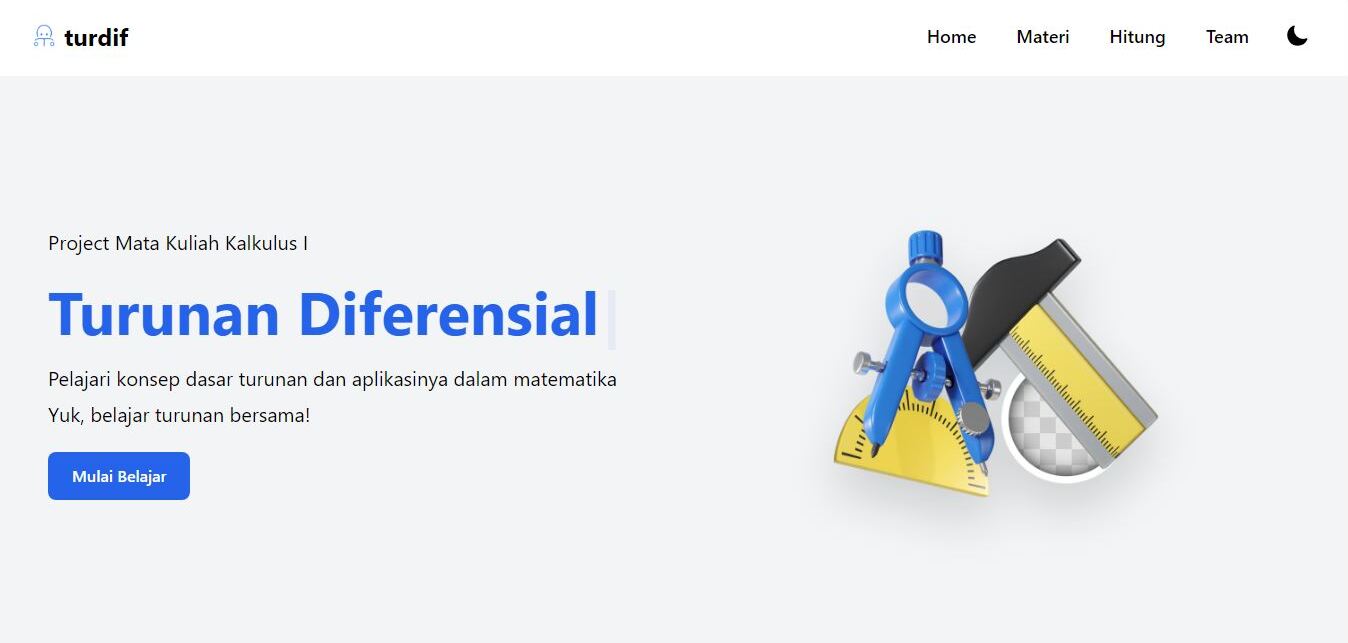 turdif
Home Materi Hitung Team
Project Mata Kuliah Kalkulus I
Turunan Diferensial
Pelajari konsep dasar turunan dan aplikasinya dalam matematika
Yuk, belajar turunan bersama!
Mulai Belajar